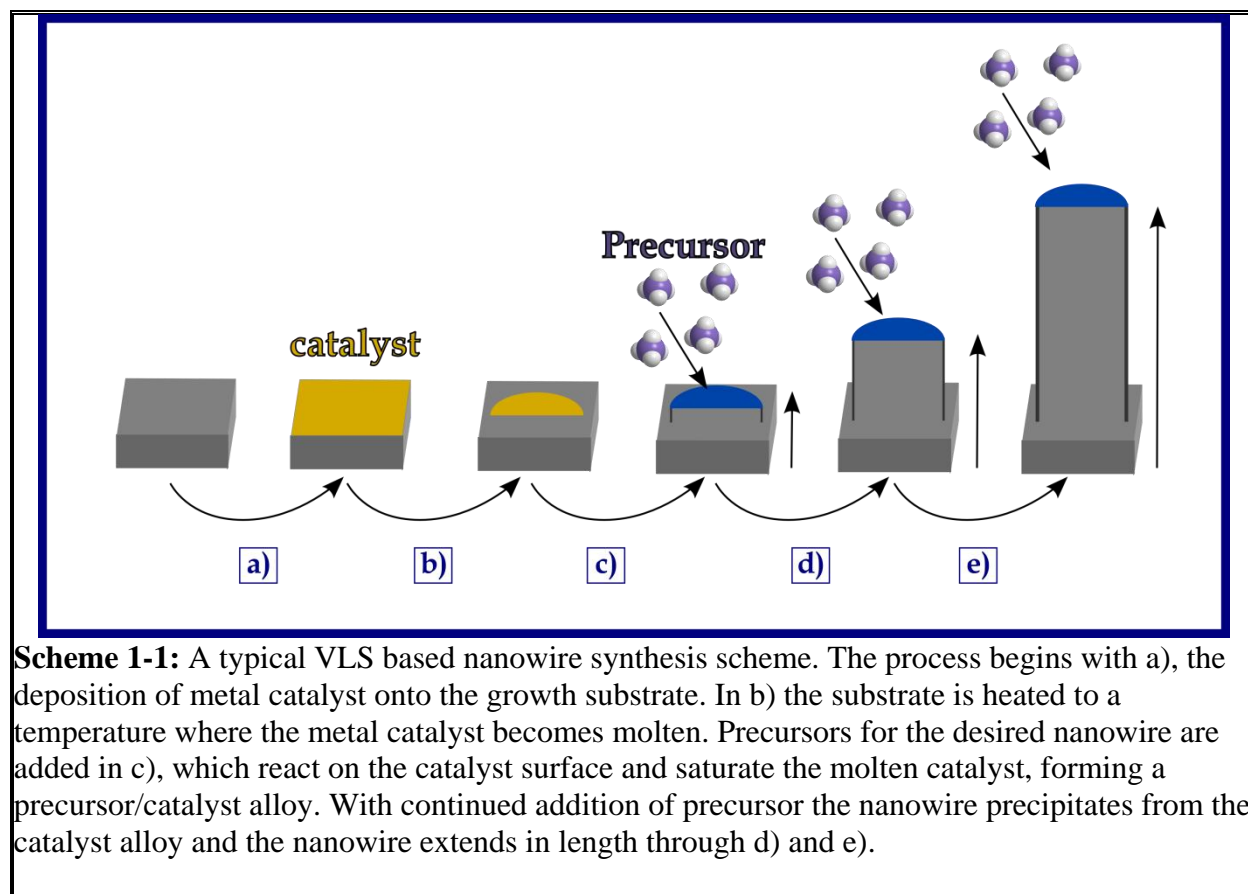 Precursor
catalyst
a)
b)
c)
d)
e)
Scheme 1-1: A typical VLS based nanowire synthesis scheme. The process begins with a), the
deposition of metal catalyst onto the growth substrate. In b) the substrate is heated to a
temperature where the metal catalyst becomes molten. Precursors for the desired nanowire are
added in c), which react on the catalyst surface and saturate the molten catalyst, forming a
precursor/catalyst alloy. With continued addition of precursor the nanowire precipitates from the
catalyst alloy and the nanowire extends in length through d) and e).